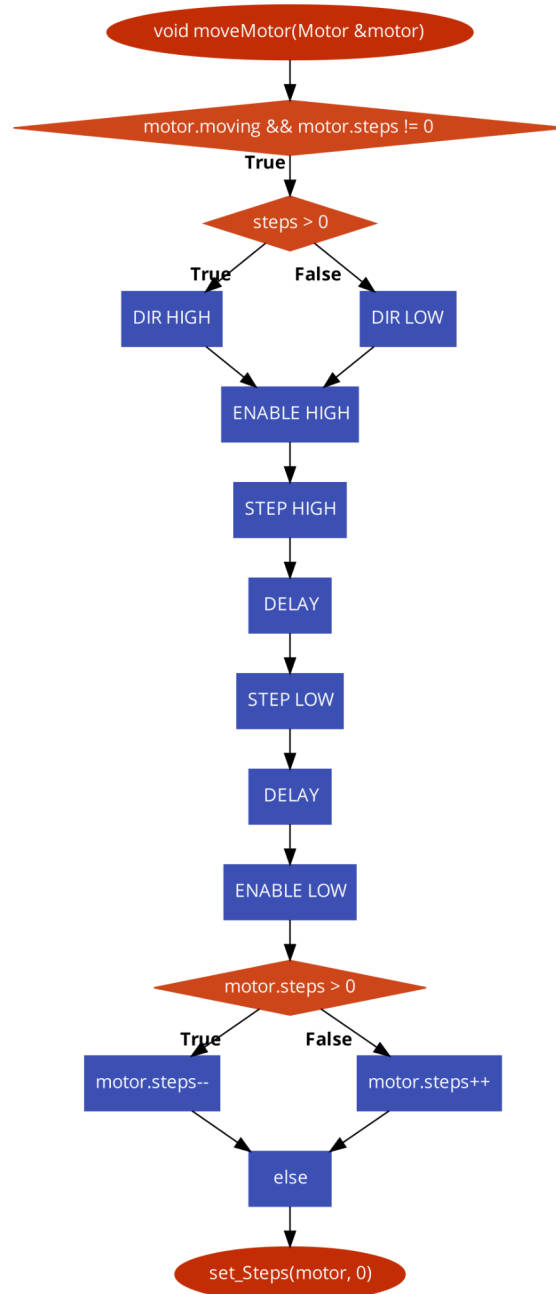 void moveMotor(Motor &motor)
motor.moving && motor.steps != 0
True
steps > 0
True
False
DIR HIGH
DIR LOW
ENABLE HIGH
STEP HIGH
DELAY
STEP LOW
DELAY
ENABLE LOW
motor.steps > 0
True
False
motor.steps--
motor.steps++
else
set_Steps(motor, 0)